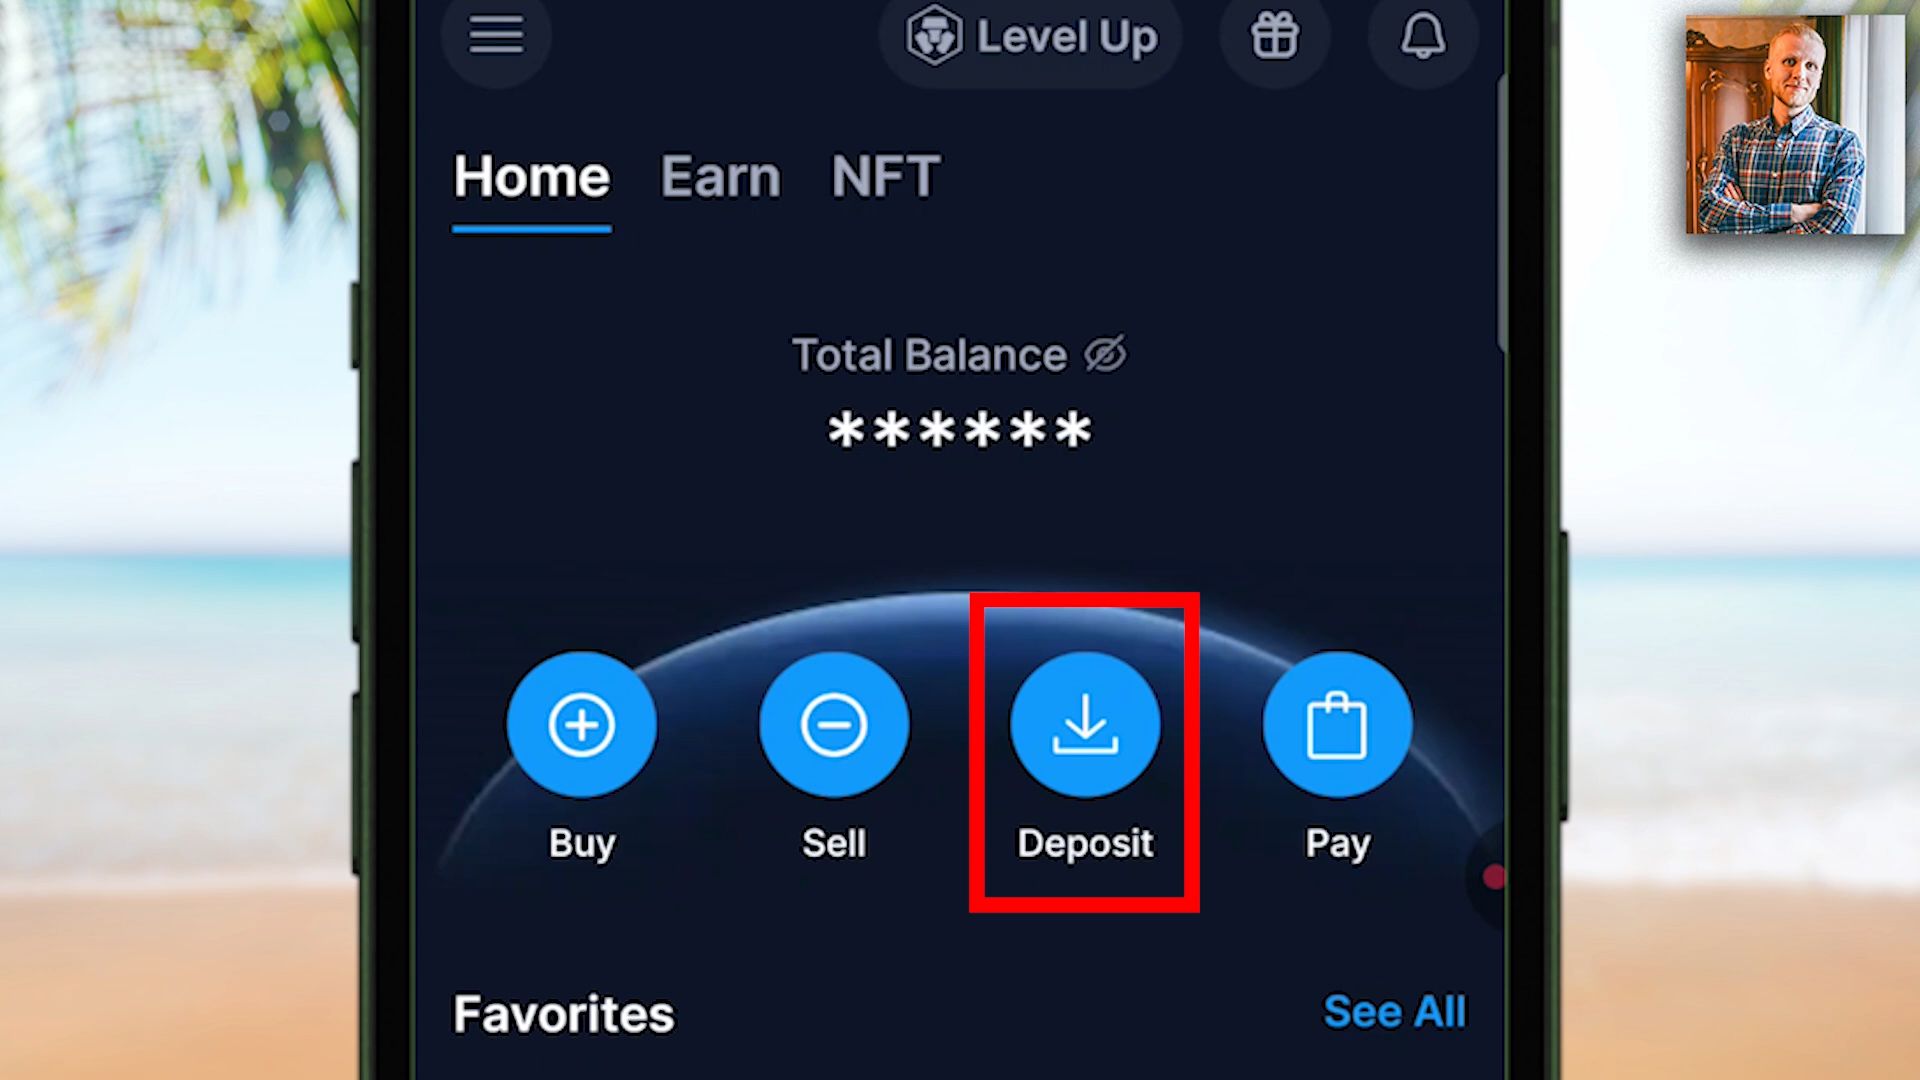 Level Up
Home Earn NFT
Total Balance
******
Buy Sell Deposit Pay
Favorites See All